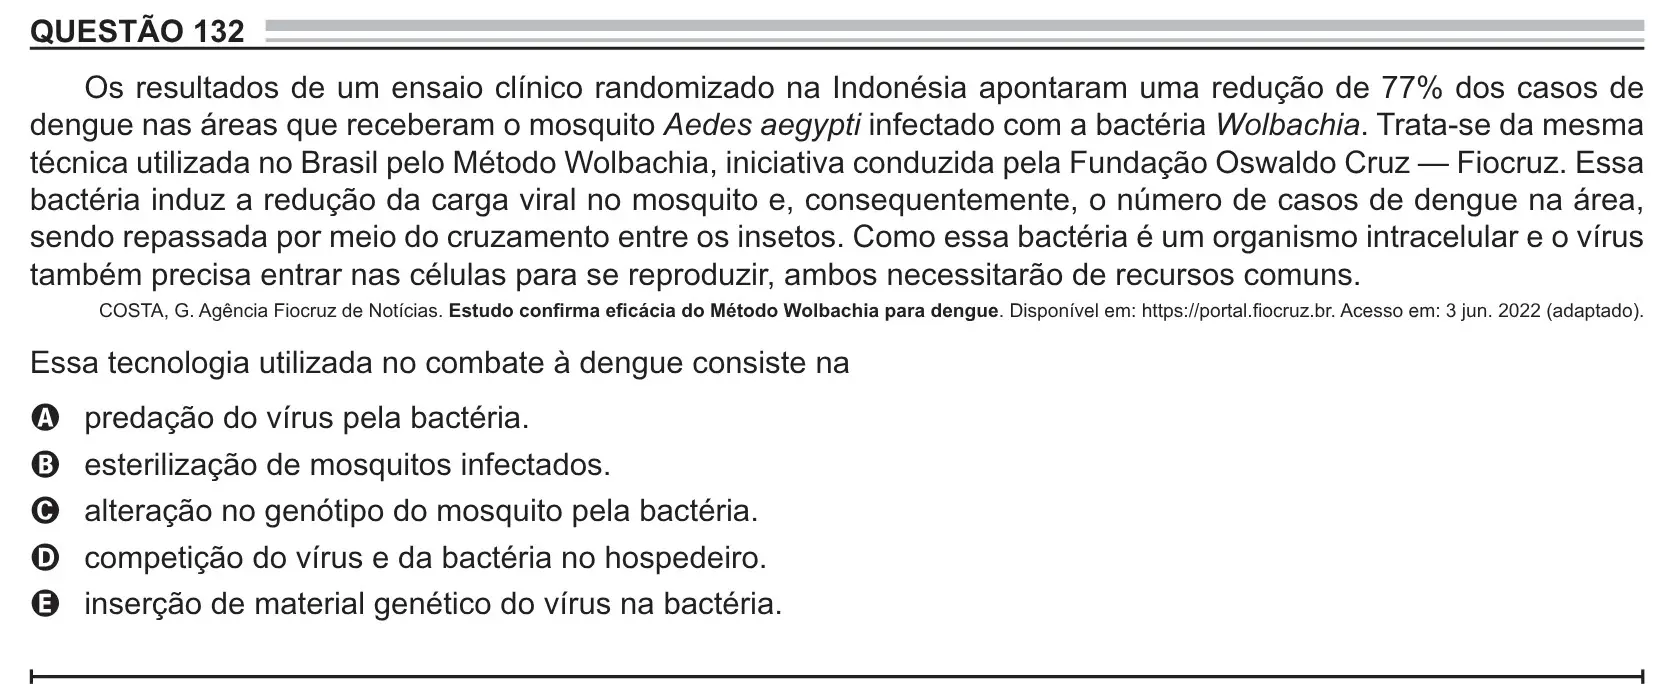 QUESTÃO 132
Os resultados de um ensaio clínico randomizado na Indonésia apontaram uma redução de 77% dos casos de
dengue nas áreas que receberam o mosquito Aedes aegypti infectado com a bactéria Wolbachia. Trata-se da mesma
técnica utilizada no Brasil pelo Método Wolbachia, iniciativa conduzida pela Fundação Oswaldo Cruz — Fiocruz. Essa
bactéria induz a redução da carga viral no mosquito e, consequentemente, o número de casos de dengue na área,
sendo repassada por meio do cruzamento entre os insetos. Como essa bactéria é um organismo intracelular e o vírus
também precisa entrar nas células para se reproduzir, ambos necessitarão de recursos comuns.
COSTA, G. Agência Fiocruz de Notícias. Estudo confirma eficácia do Método Wolbachia para dengue. Disponível em: https://portal.fiocruz.br. Acesso em: 3 jun. 2022 (adaptado).
Essa tecnologia utilizada no combate à dengue consiste na
A predação do vírus pela bactéria.
B esterilização de mosquitos infectados.
C alteração no genótipo do mosquito pela bactéria.
D competição do vírus e da bactéria no hospedeiro.
E inserção de material genético do vírus na bactéria.